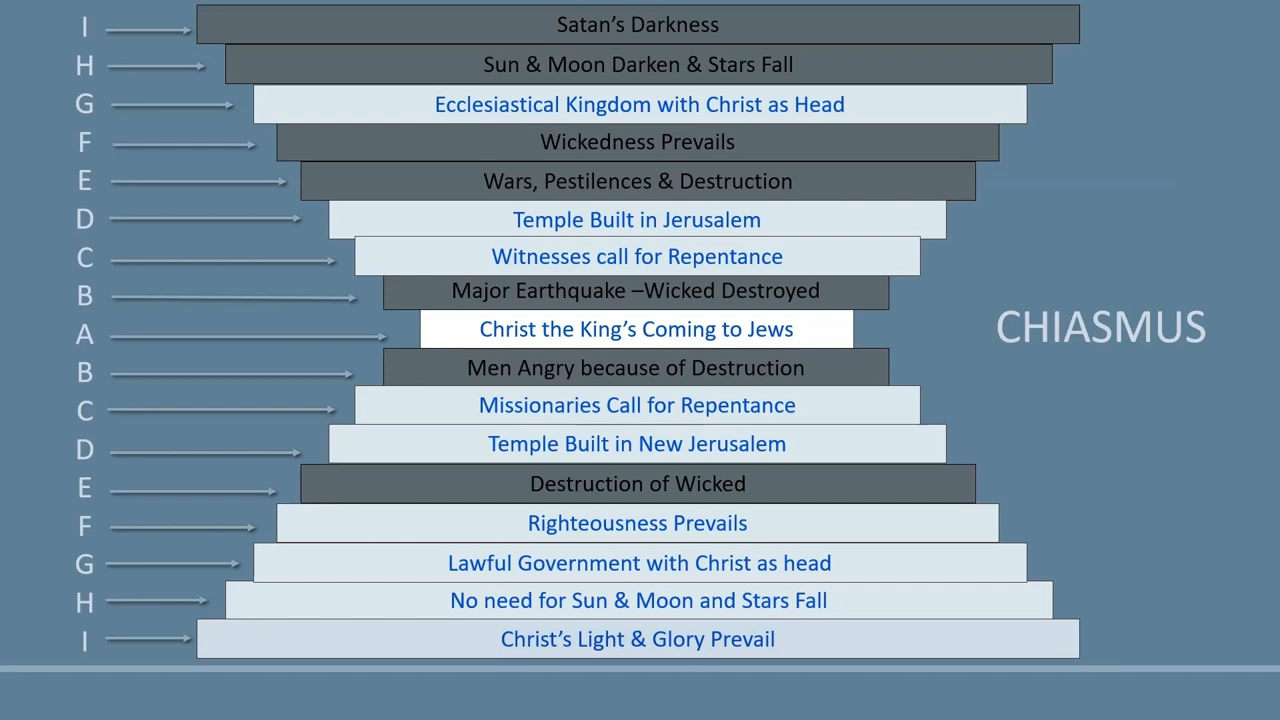 I Satan’s Darkness
H Sun & Moon Darken & Stars Fall
G Ecclesiastical Kingdom with Christ as Head
F Wickedness Prevails
E Wars, Pestilences & Destruction
D Temple Built in Jerusalem
C Witnesses call for Repentance
B Major Earthquake –Wicked Destroyed
A Christ the King’s Coming to Jews
CHIASMUS
B Men Angry because of Destruction
C Missionaries Call for Repentance
D Temple Built in New Jerusalem
E Destruction of Wicked
F Righteousness Prevails
G Lawful Government with Christ as head
H No need for Sun & Moon and Stars Fall
I Christ’s Light & Glory Prevail